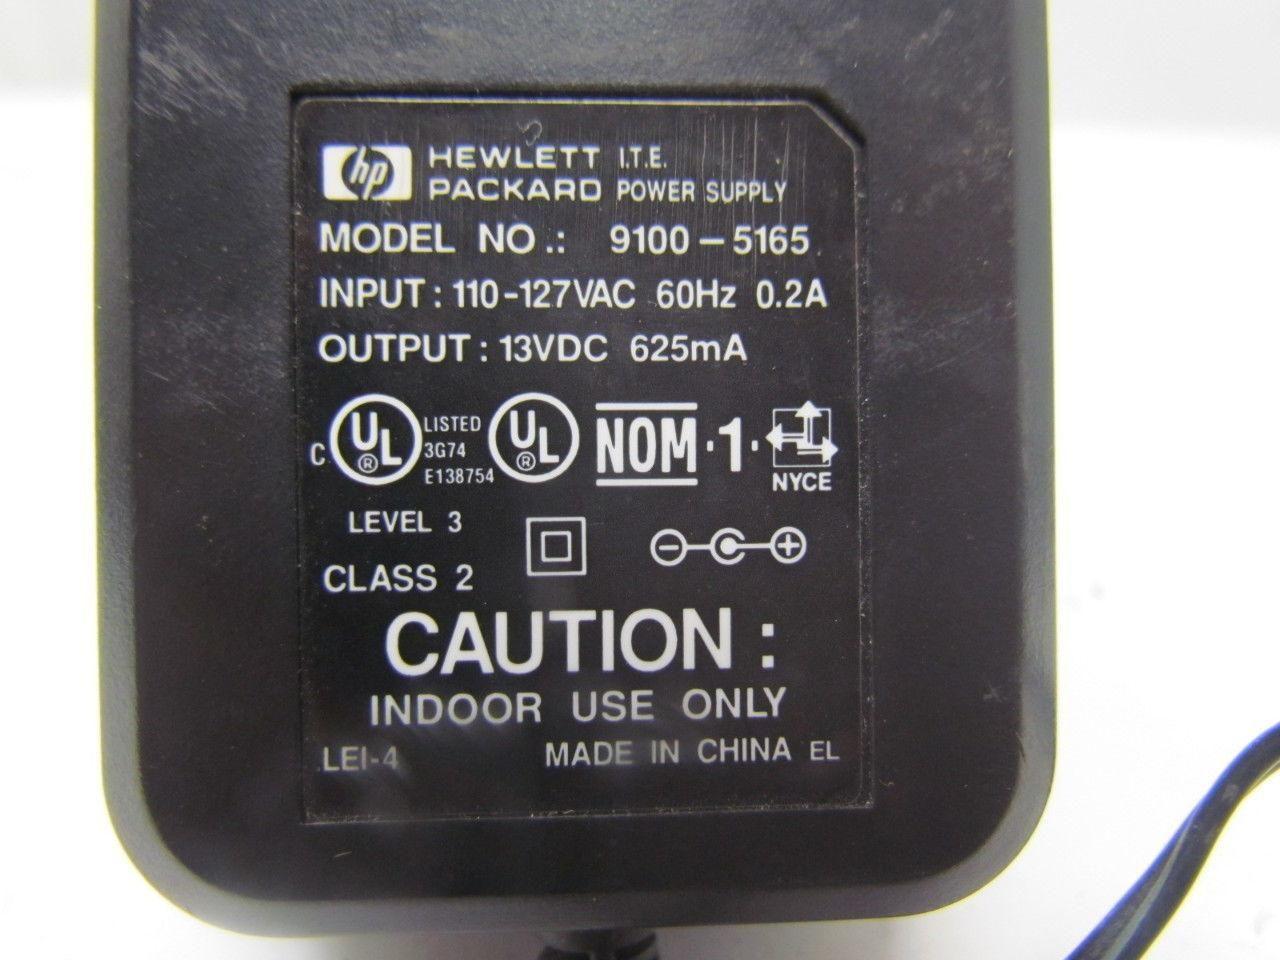 hp HEWLETT I.T.E.
PACKARD POWER SUPPLY
MODEL NO.: 9100-5165
INPUT: 110-127VAC 60Hz 0.2A
OUTPUT: 13VDC 625mA
C UL ® LISTED 3G74 E138754 UL ® NOM·1· NYCE
LEVEL 3
CLASS 2
CAUTION:
INDOOR USE ONLY
LEI-4 MADE IN CHINA EL